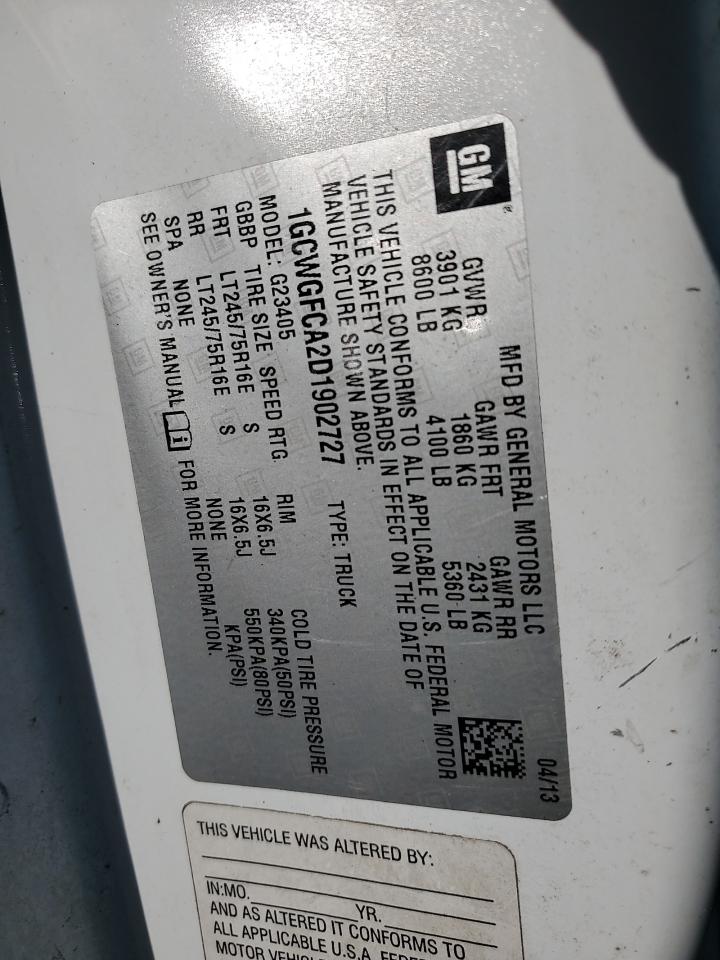 GM
MFD BY GENERAL MOTORS LLC 04/13
GVWR GAWR FRT GAWR RR
3901 KG 1860 KG 2431 KG
8600 LB 4100 LB 5360 LB
THIS VEHICLE CONFORMS TO ALL APPLICABLE U.S. FEDERAL MOTOR
VEHICLE SAFETY STANDARDS IN EFFECT ON THE DATE OF
MANUFACTURE SHOWN ABOVE.
1GCWGFCA2D1902727 TYPE: TRUCK
MODEL: G23405
GBBP TIRE SIZE SPEED RTG RIM COLD TIRE PRESSURE
FRT LT245/75R16E S 16X6.5J 340KPA(50PSI)
RR LT245/75R16E S 16X6.5J 550KPA(80PSI)
SPA NONE NONE KPA(PSI)
SEE OWNER'S MANUAL FOR MORE INFORMATION.
THIS VEHICLE WAS ALTERED BY:
IN:MO. YR.
AND AS ALTERED IT CONFORMS TO
ALL APPLICABLE U.S.A
MOTOR